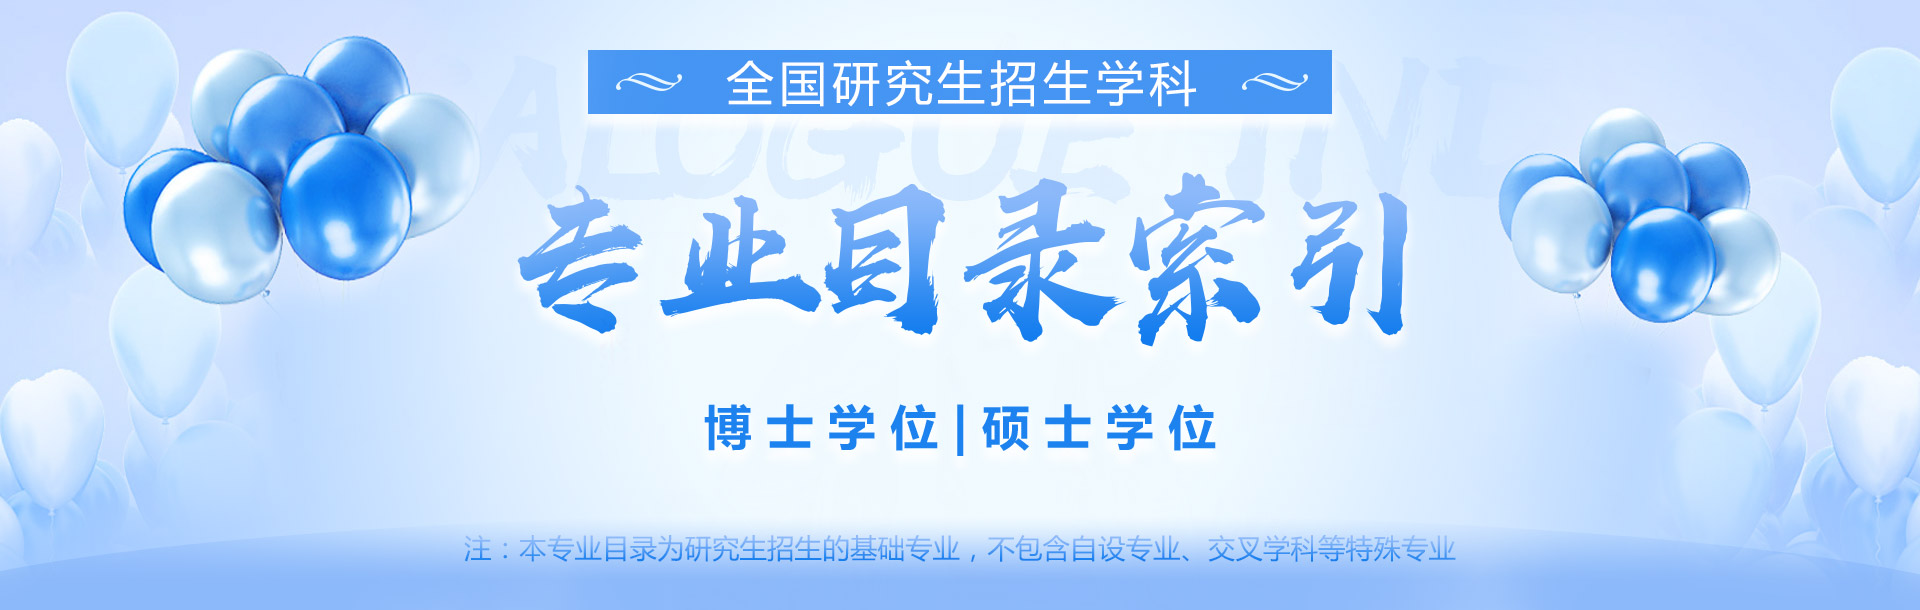 全国研究生招生学科
专业目录索引
博士学位|硕士学位
注：本专业目录为研究生招生的基础专业，不包含自设专业、交叉学科等特殊专业